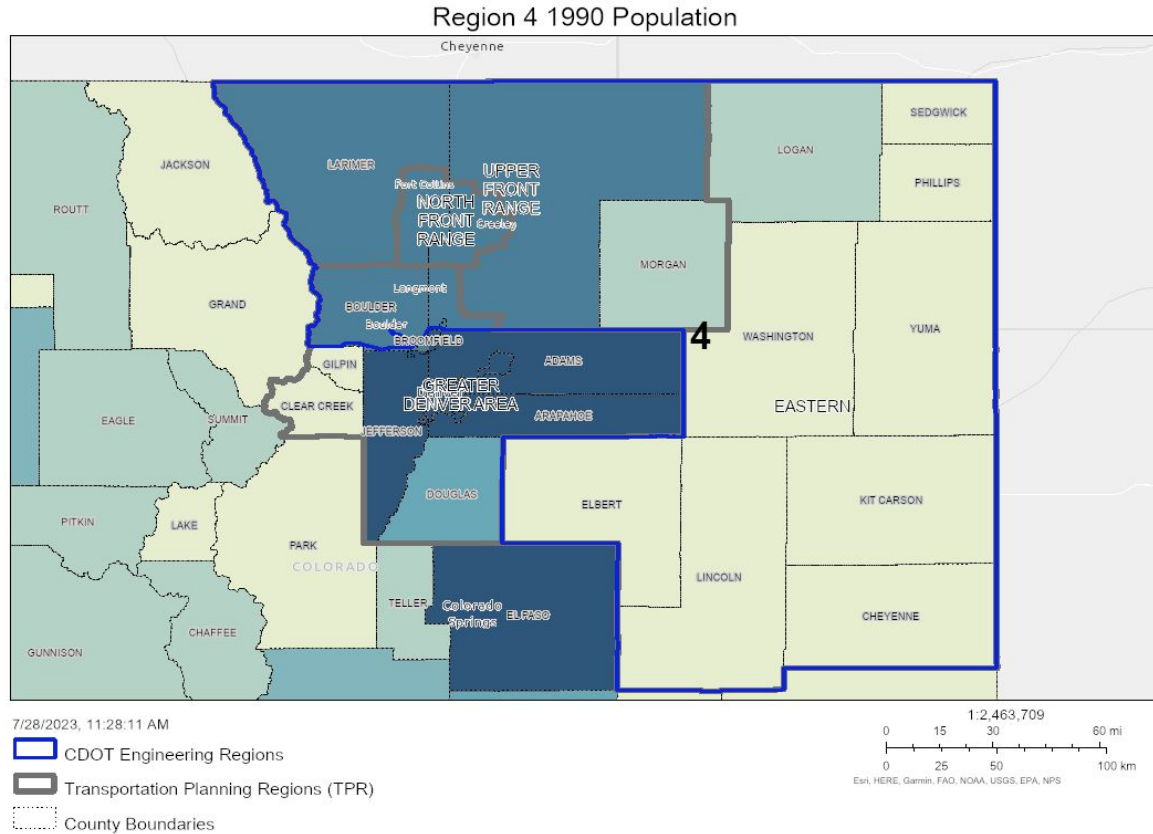 Region 4 1990 Population
Cheyenne
SEDGWICK
LOGAN
JACKSON
LARIMER
UPPER
FRONT
RANGE
PHILLIPS
Fort Collins
ROUTT
NORTH
FRONT
RANGE
Greeley
MORGAN
GRAND
Longmont
BOULDER
Boulder
4
WASHINGTON
YUMA
BROOMFIELD
GILPIN
ADAMS
GREATER
DENVER AREA
CLEAR CREEK
EASTERN
ARAPAHOE
EAGLE
SUMMIT
JEFFERSON
DOUGLAS
ELBERT
KIT CARSON
PITKIN
LAKE
PARK
COLORADO
LINCOLN
TELLER
Colorado
Springs
EL PASO
CHEYENNE
CHAFFEE
GUNNISON
7/28/2023, 11:28:11 AM
CDOT Engineering Regions
Transportation Planning Regions (TPR)
County Boundaries
1:2,463,709
0 15 30 60 mi
0 25 50 100 km
Esri, HERE, Garmin, FAO, NOAA, USGS, EPA, NPS